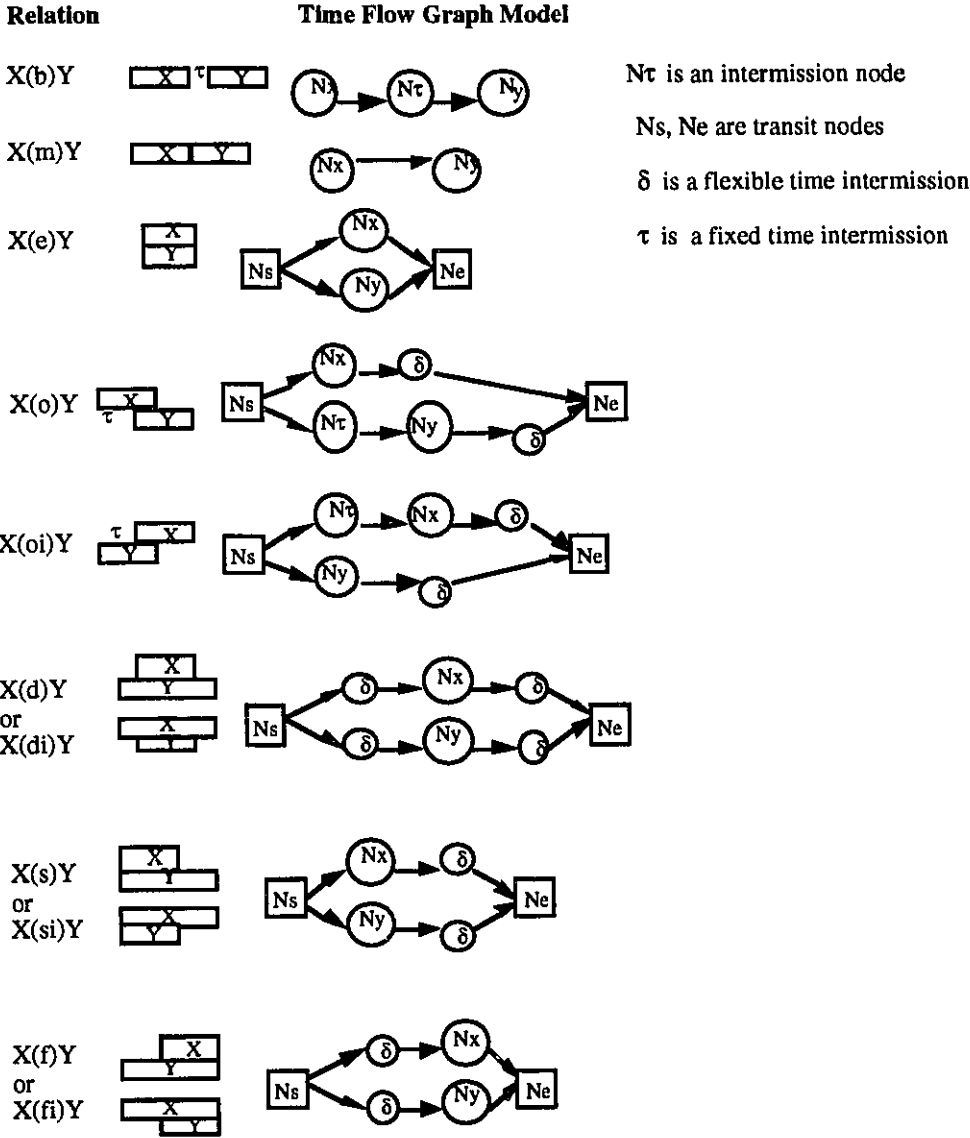 Relation Time Flow Graph Model
X(b)Y X τ Y Nx Nτ Ny
Nτ is an intermission node
Ns, Ne are transit nodes
X(m)Y X Y Nx Ny
δ is a flexible time intermission
X(e)Y X Y Ns Nx Ny Ne
τ is a fixed time intermission
X(o)Y X τ Y Ns Nx δ Nτ Ny δ Ne
X(oi)Y τ X Y Ns Nτ Nx δ Ny δ Ne
X(d)Y X Y
or
X(di)Y X Y
Ns δ Nx δ δ Ny δ Ne
X(s)Y X Y
or
X(si)Y X Y
Ns Nx δ Ny δ Ne
X(f)Y X Y
or
X(fi)Y X Y
Ns δ Nx δ Ny Ne